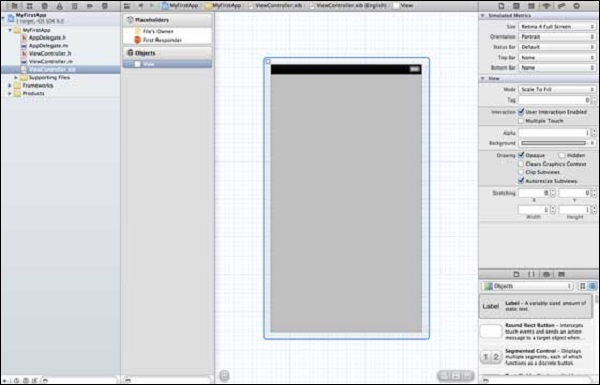 MyFirstApp
MyFirstApp
ViewController.xib
ViewController.xib (English)
View
MyFirstApp
1 target, iOS SDK 6.0
MyFirstApp
AppDelegate.h
AppDelegate.m
ViewController.h
ViewController.m
ViewController.xib
Supporting Files
Frameworks
Products
Placeholders
File's Owner
First Responder
Objects
View
Simulated Metrics
Size Retina 4 Full Screen
Orientation Portrait
Status Bar Default
Top Bar None
Bottom Bar None
View
Mode Scale To Fill
Tag 0
Interaction User Interaction Enabled
Multiple Touch
Alpha 1
Background
Drawing Opaque Hidden
Clears Graphics Context
Clip Subviews
Autoresize Subviews
Stretching 0 0
X Y
1 1
Width Height
Objects
Label Label - A variably sized amount of
static text.
Round Rect Button - Intercepts
touch events and sends an action
message to a target object when...
1 2 Segmented Control - Displays
multiple segments, each of which
functions as a discrete button.